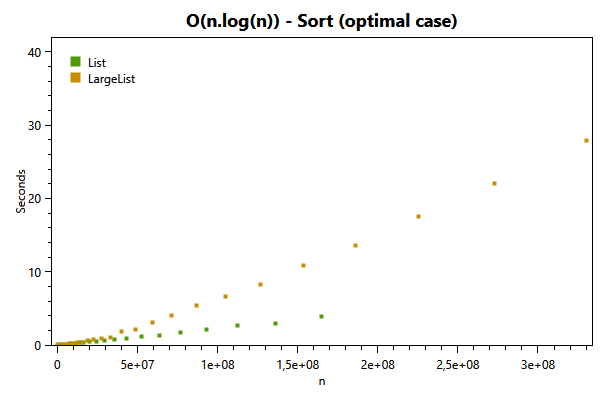 O(n.log(n)) - Sort (optimal case)
List
LargeList
40
30
20
10
0
Seconds
0 5e+07 1e+08 1,5e+08 2e+08 2,5e+08 3e+08
n